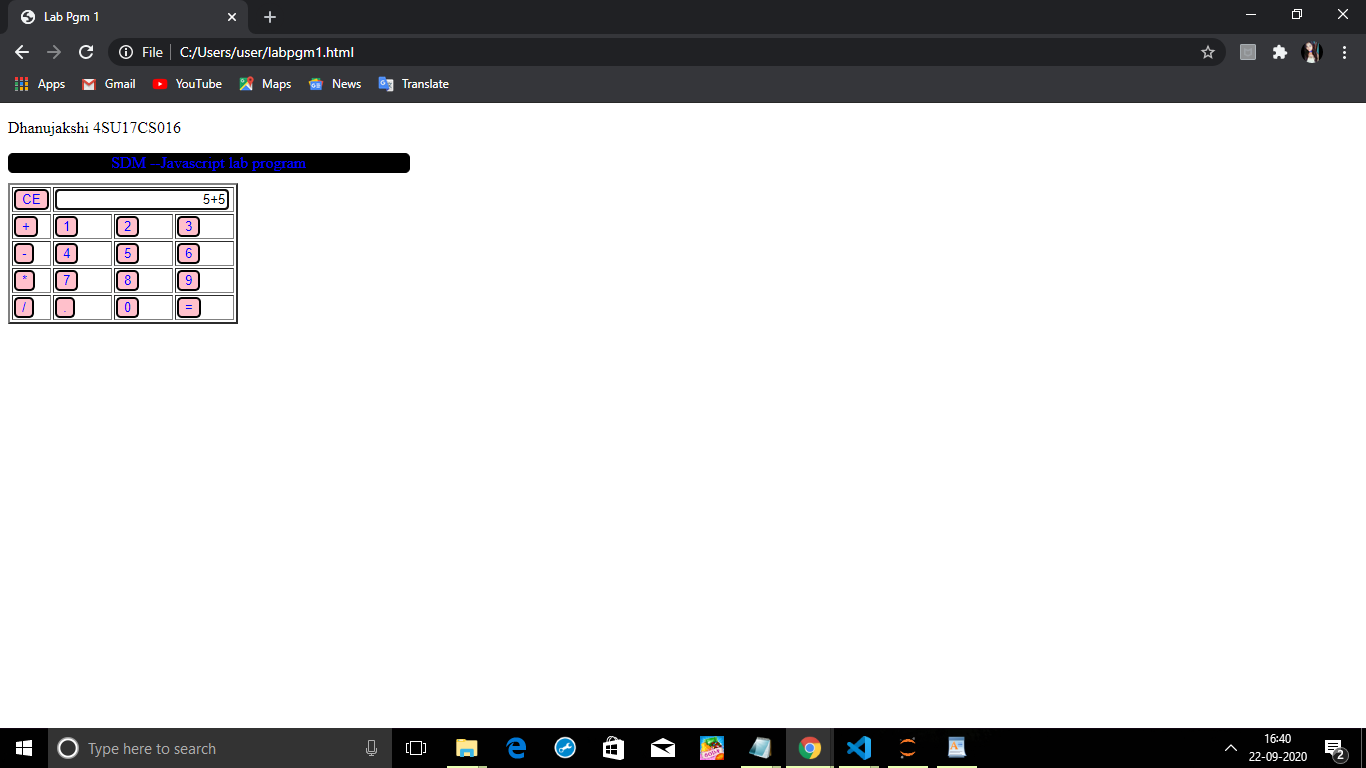 Lab Pgm 1
File C:/Users/user/labpgm1.html
Apps Gmail YouTube Maps News Translate
Dhanujakshi 4SU17CS016
SDM --Javascript lab program
CE 5+5
+ 1 2 3
- 4 5 6
* 7 8 9
/ . 0 =
Type here to search
16:40
22-09-2020
2